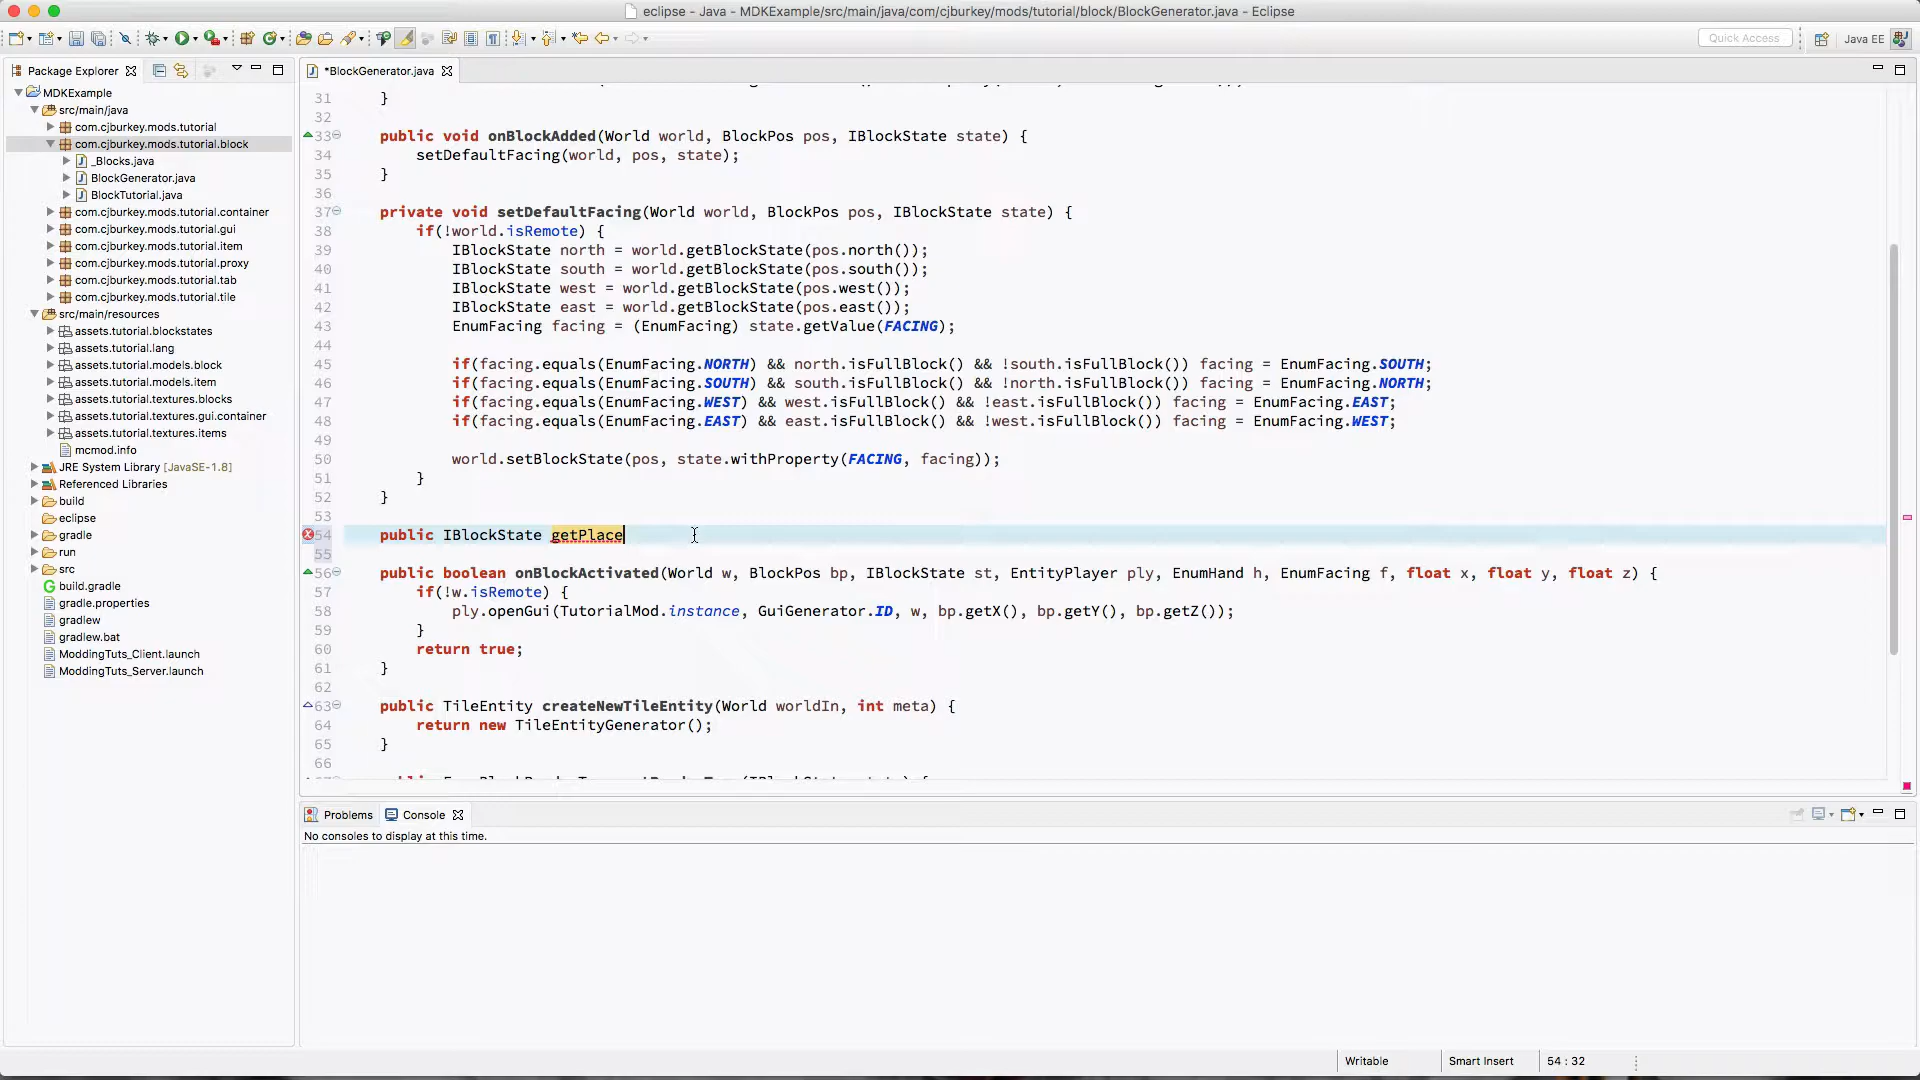 eclipse - Java - MDKExample/src/main/java/com/cjburkey/mods/tutorial/block/BlockGenerator.java - Eclipse
Quick Access
Java EE
Package Explorer
*BlockGenerator.java
MDKExample
src/main/java
com.cjburkey.mods.tutorial
com.cjburkey.mods.tutorial.block
_Blocks.java
BlockGenerator.java
BlockTutorial.java
com.cjburkey.mods.tutorial.container
com.cjburkey.mods.tutorial.gui
com.cjburkey.mods.tutorial.item
com.cjburkey.mods.tutorial.proxy
com.cjburkey.mods.tutorial.tab
com.cjburkey.mods.tutorial.tile
src/main/resources
assets.tutorial.blockstates
assets.tutorial.lang
assets.tutorial.models.block
assets.tutorial.models.item
assets.tutorial.textures.blocks
assets.tutorial.textures.gui.container
assets.tutorial.textures.items
mcmod.info
JRE System Library [JavaSE-1.8]
Referenced Libraries
build
eclipse
gradle
run
src
build.gradle
gradle.properties
gradlew
gradlew.bat
ModdingTuts_Client.launch
ModdingTuts_Server.launch
31 }
32
33 public void onBlockAdded(World world, BlockPos pos, IBlockState state) {
34 setDefaultFacing(world, pos, state);
35 }
36
37 private void setDefaultFacing(World world, BlockPos pos, IBlockState state) {
38 if(!world.isRemote) {
39 IBlockState north = world.getBlockState(pos.north());
40 IBlockState south = world.getBlockState(pos.south());
41 IBlockState west = world.getBlockState(pos.west());
42 IBlockState east = world.getBlockState(pos.east());
43 EnumFacing facing = (EnumFacing) state.getValue(FACING);
44
45 if(facing.equals(EnumFacing.NORTH) && north.isFullBlock() && !south.isFullBlock()) facing = EnumFacing.SOUTH;
46 if(facing.equals(EnumFacing.SOUTH) && south.isFullBlock() && !north.isFullBlock()) facing = EnumFacing.NORTH;
47 if(facing.equals(EnumFacing.WEST) && west.isFullBlock() && !east.isFullBlock()) facing = EnumFacing.EAST;
48 if(facing.equals(EnumFacing.EAST) && east.isFullBlock() && !west.isFullBlock()) facing = EnumFacing.WEST;
49
50 world.setBlockState(pos, state.withProperty(FACING, facing));
51 }
52 }
53
54 public IBlockState getPlace
55
56 public boolean onBlockActivated(World w, BlockPos bp, IBlockState st, EntityPlayer ply, EnumHand h, EnumFacing f, float x, float y, float z) {
57 if(!w.isRemote) {
58 ply.openGui(TutorialMod.instance, GuiGenerator.ID, w, bp.getX(), bp.getY(), bp.getZ());
59 }
60 return true;
61 }
62
63 public TileEntity createNewTileEntity(World worldIn, int meta) {
64 return new TileEntityGenerator();
65 }
66
Problems Console
No consoles to display at this time.
Writable Smart Insert 54 : 32